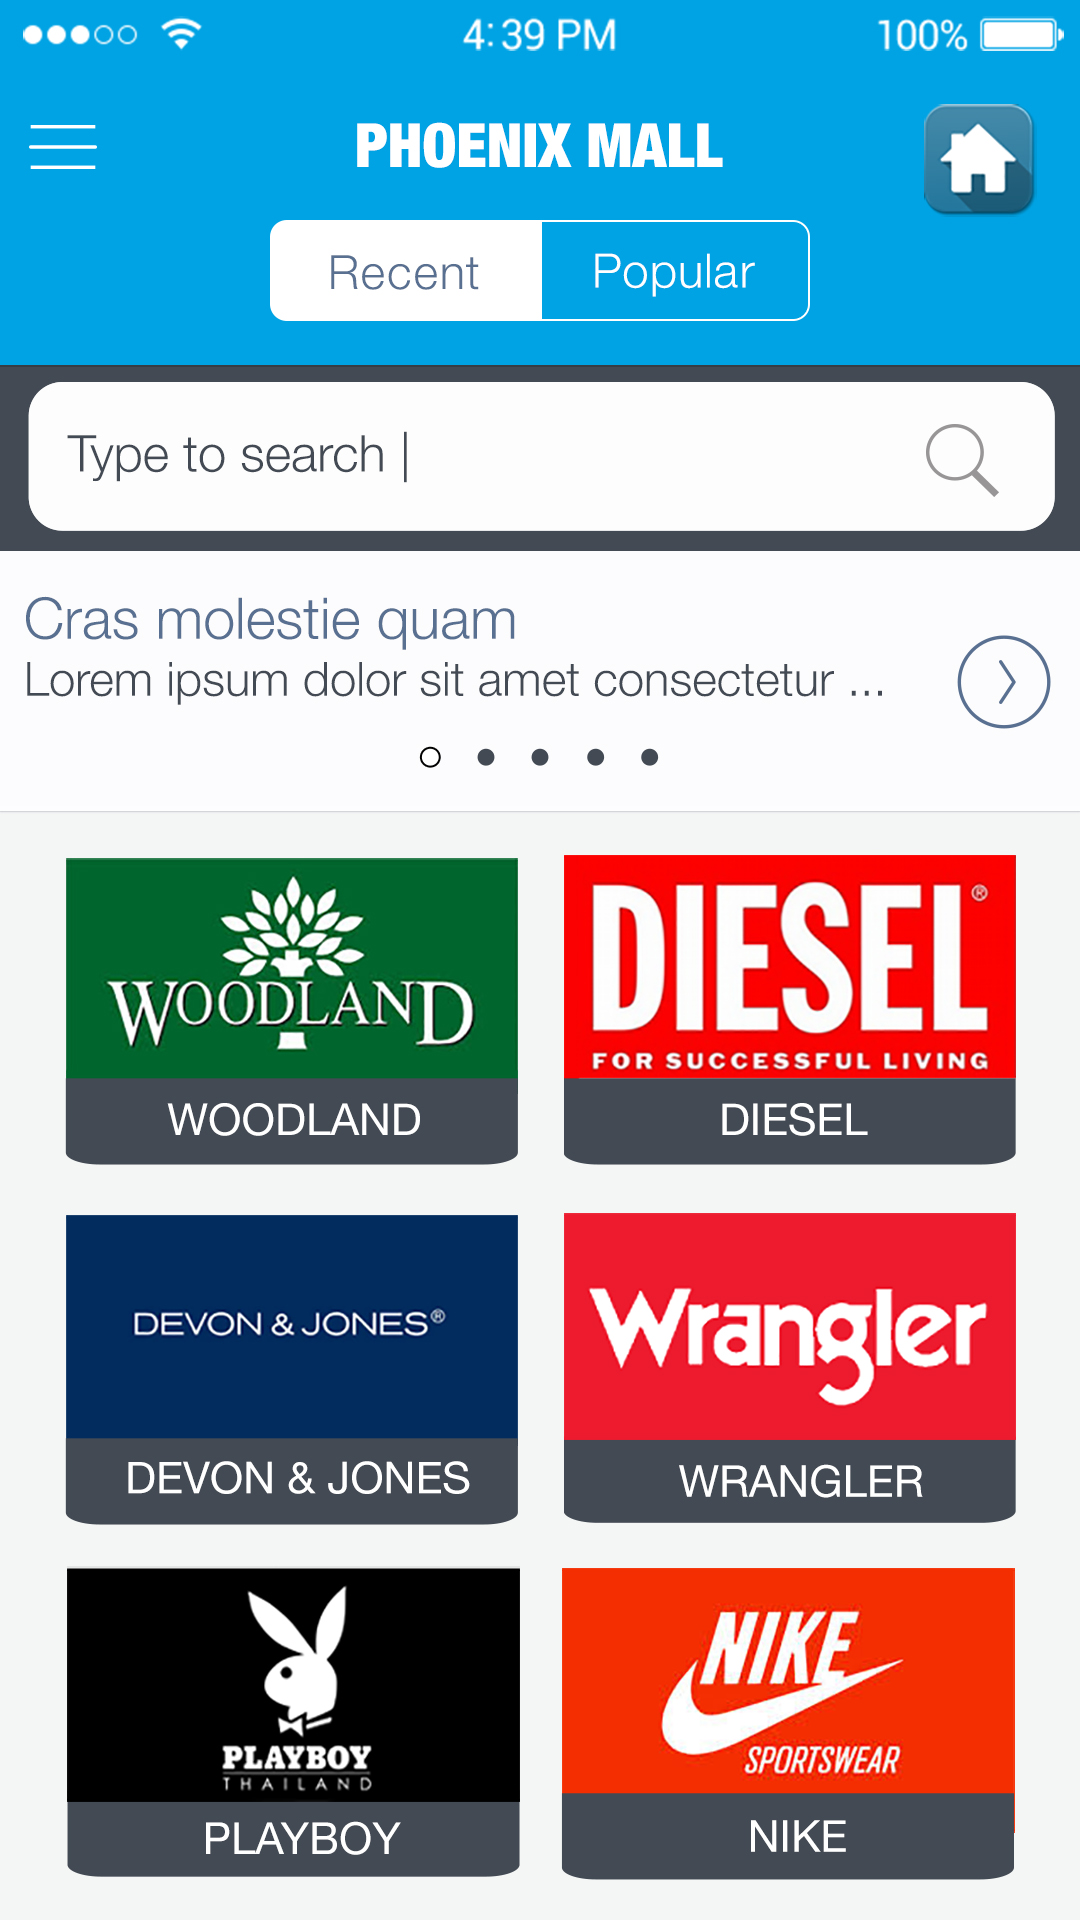 4:39 PM 100%
PHOENIX MALL
Recent Popular
Type to search |
Cras molestie quam
Lorem ipsum dolor sit amet consectetur ...
WOODLAND
WOODLAND
DIESEL®
FOR SUCCESSFUL LIVING
DIESEL
DEVON & JONES®
DEVON & JONES
Wrangler
WRANGLER
PLAYBOY
THAILAND
PLAYBOY
NIKE
SPORTSWEAR
NIKE